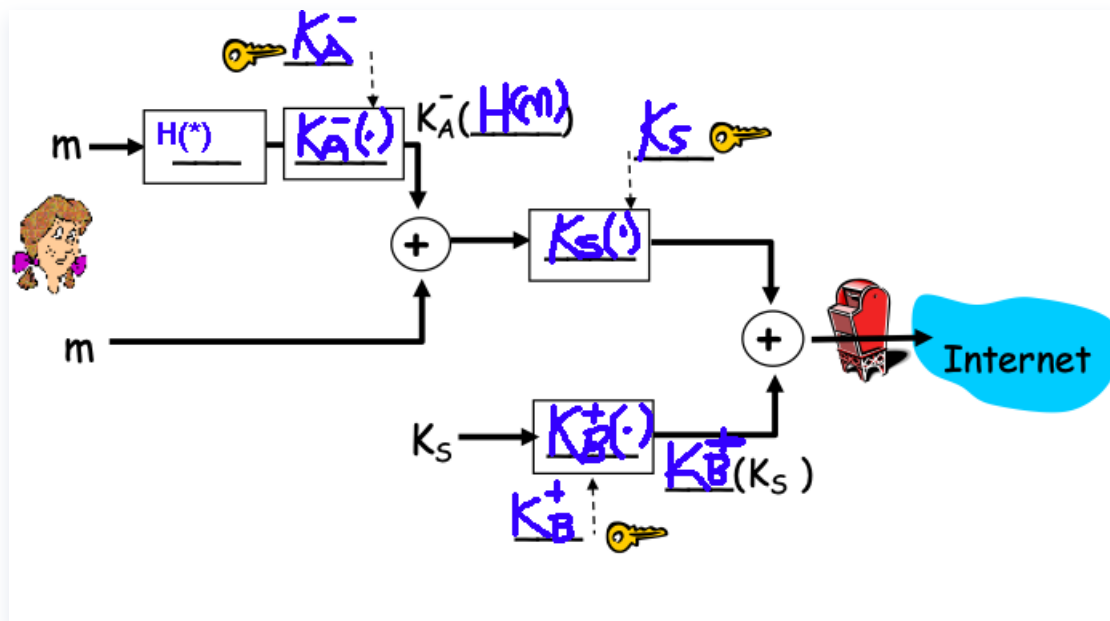 K_A^-
m
H(*)
K_A^-(·)
K_A^-(H(m))
K_S
+
K_S(·)
m
+
Internet
K_S
K_B^+(·)
K_B^+(K_S)
K_B^+